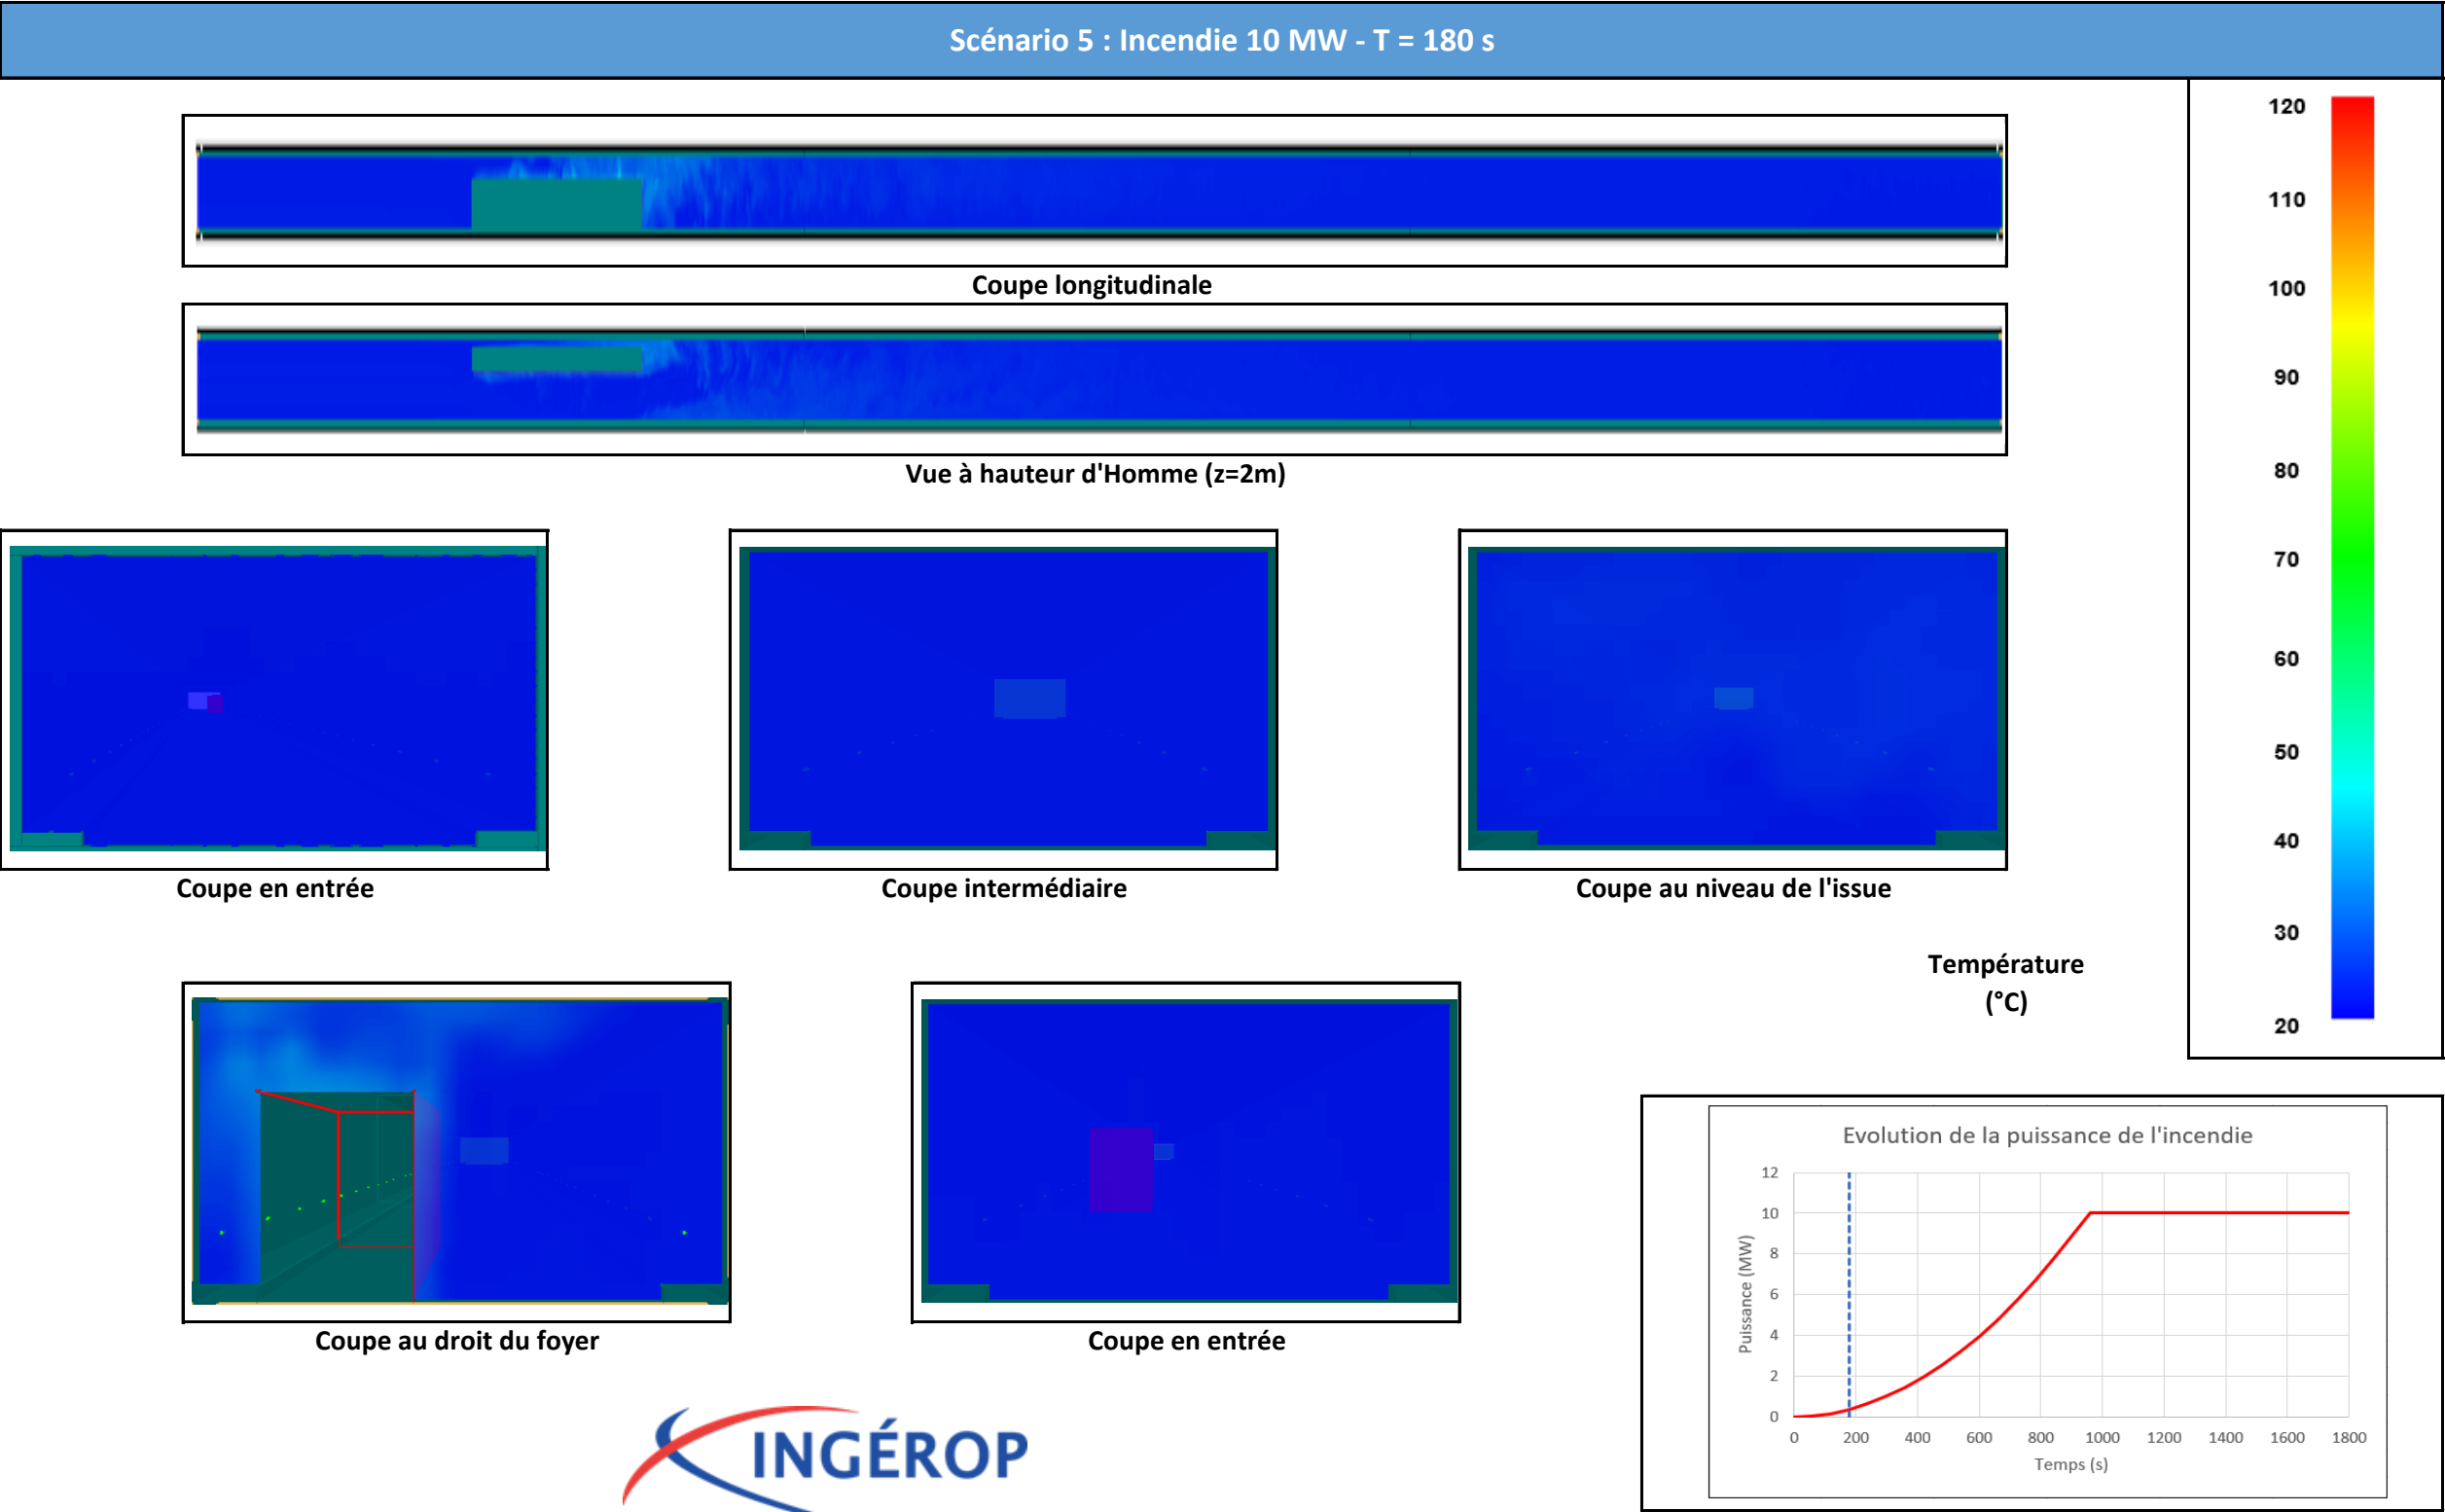 Scénario 5 : Incendie 10 MW - T = 180 s
120
110
100
90
80
70
60
50
40
30
20
Coupe longitudinale
Vue à hauteur d'Homme (z=2m)
Coupe en entrée
Coupe intermédiaire
Coupe au niveau de l'issue
Température
(°C)
Coupe au droit du foyer
Coupe en entrée
Evolution de la puissance de l'incendie
Puissance (MW)
12
10
8
6
4
2
0
0 200 400 600 800 1000 1200 1400 1600 1800
Temps (s)
INGÉROP